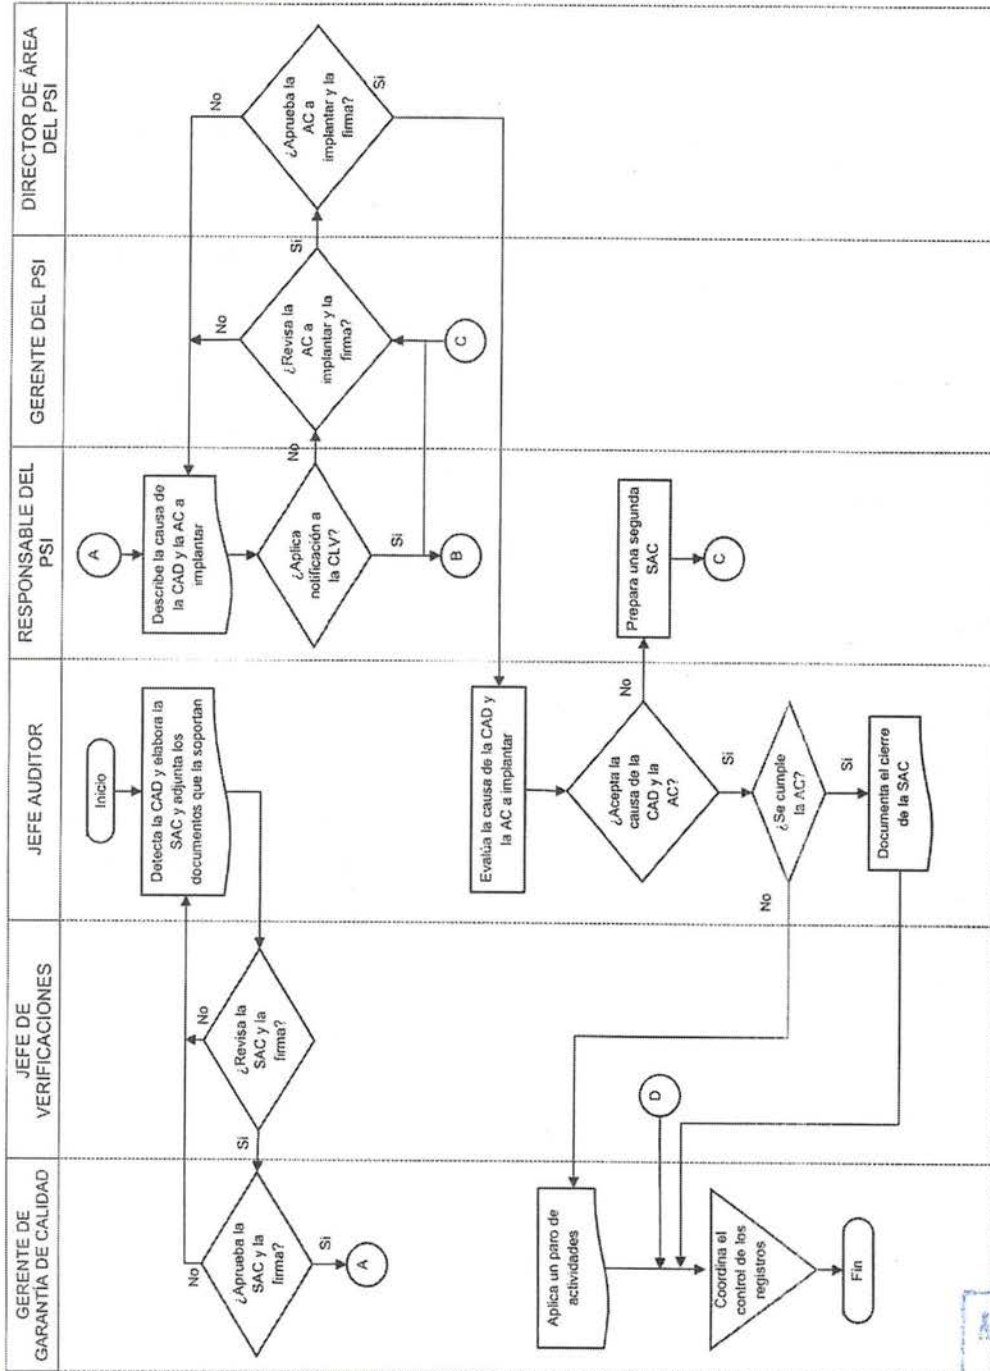 GERENTE DE
GARANTÍA DE CALIDAD
JEFE DE
VERIFICACIONES
JEFE AUDITOR
RESPONSABLE DEL
PSI
GERENTE DEL PSI
DIRECTOR DE ÁREA
DEL PSI
Inicio
Detecta la CAD y elabora la
SAC y adjunta los
documentos que la soportan
¿Revisa la
SAC y la
firma?
No
Si
¿Aprueba la
SAC y la
firma?
No
Si
A
A
Describe la causa de
la CAD y la AC a
implantar
¿Aplica
notificación a
la CLV?
No
Si
B
¿Revisa la
AC a
implantar y la
firma?
No
Si
C
¿Aprueba la
AC a
implantar y la
firma?
No
Si
Evalúa la causa de la CAD y
la AC a implantar
¿Acepta la
causa de la
CAD y la
AC?
No
Si
Prepara una segunda
SAC
C
¿Se cumple
la AC?
No
Si
Documenta el cierre
de la SAC
Aplica un paro de
actividades
D
Coordina el
control de los
registros
Fin